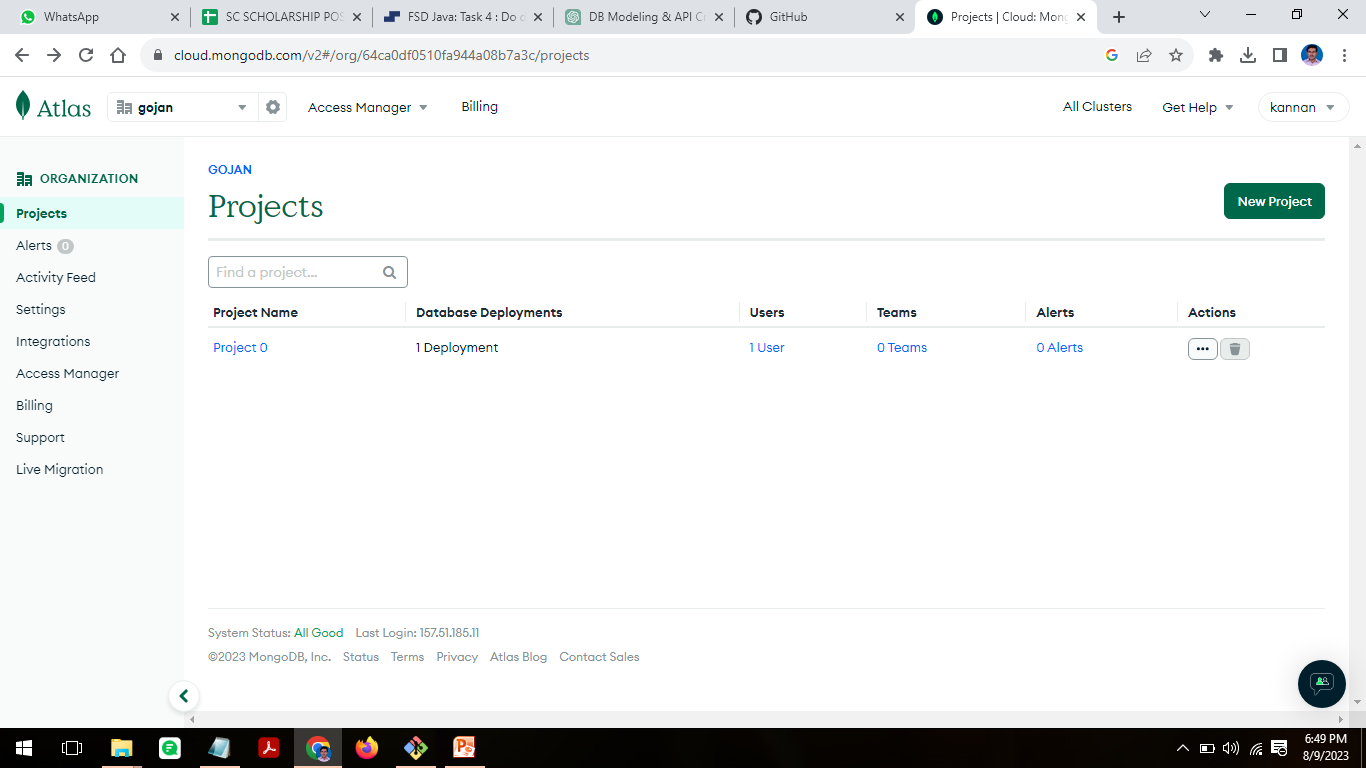 WhatsApp
SC SCHOLARSHIP POS
FSD Java: Task 4 : Do
DB Modeling & API C
GitHub
Projects | Cloud: Mon
cloud.mongodb.com/v2#/org/64ca0df0510fa944a08b7a3c/projects
Atlas
gojan
Access Manager
Billing
All Clusters
Get Help
kannan
ORGANIZATION
Projects
Alerts 0
Activity Feed
Settings
Integrations
Access Manager
Billing
Support
Live Migration
GOJAN
Projects
New Project
Find a project...
Project Name Database Deployments Users Teams Alerts Actions
Project 0 1 Deployment 1 User 0 Teams 0 Alerts
System Status: All Good Last Login: 157.51.185.11
©2023 MongoDB, Inc. Status Terms Privacy Atlas Blog Contact Sales
6:49 PM
8/9/2023